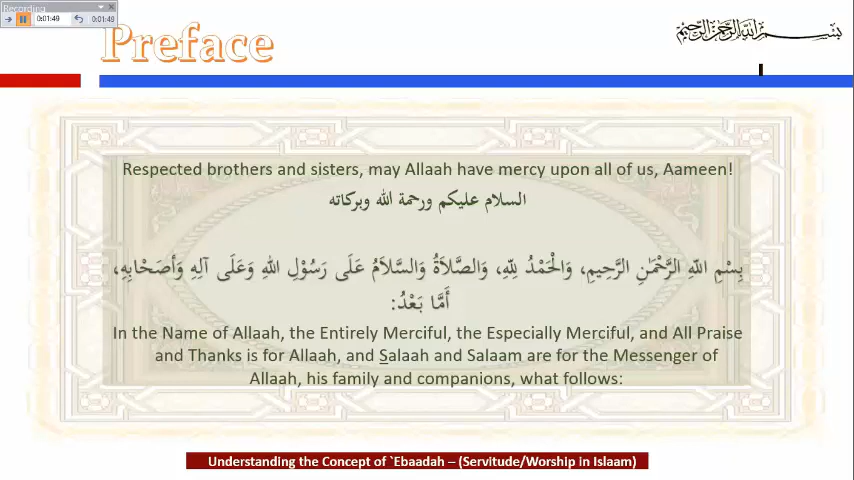 Recording
0:01:49
0:01:49
Preface
بسم الله الرحمن الرحيم
Respected brothers and sisters, may Allaah have mercy upon all of us, Aameen!
السلام عليكم ورحمة الله وبركاته
بِسْمِ اللهِ الرَّحْمٰنِ الرَّحِيمِ، وَالْحَمْدُ لِلّٰهِ، وَالصَّلَاةُ وَالسَّلَامُ عَلَى رَسُوْلِ اللهِ وَعَلَى آلِهِ وَأَصْحَابِهِ،
أَمَّا بَعْدُ:
In the Name of Allaah, the Entirely Merciful, the Especially Merciful, and All Praise
and Thanks is for Allaah, and Salaah and Salaam are for the Messenger of
Allaah, his family and companions, what follows:
Understanding the Concept of `Ebaadah – (Servitude/Worship in Islaam)